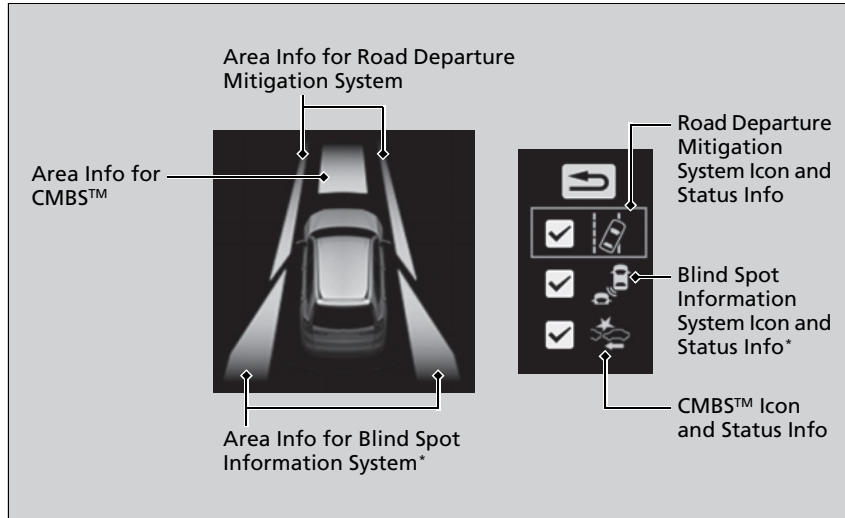 Area Info for Road Departure
Mitigation System
Area Info for
CMBS™
Area Info for Blind Spot
Information System*
Road Departure
Mitigation
System Icon and
Status Info
Blind Spot
Information
System Icon and
Status Info*
CMBS™ Icon
and Status Info